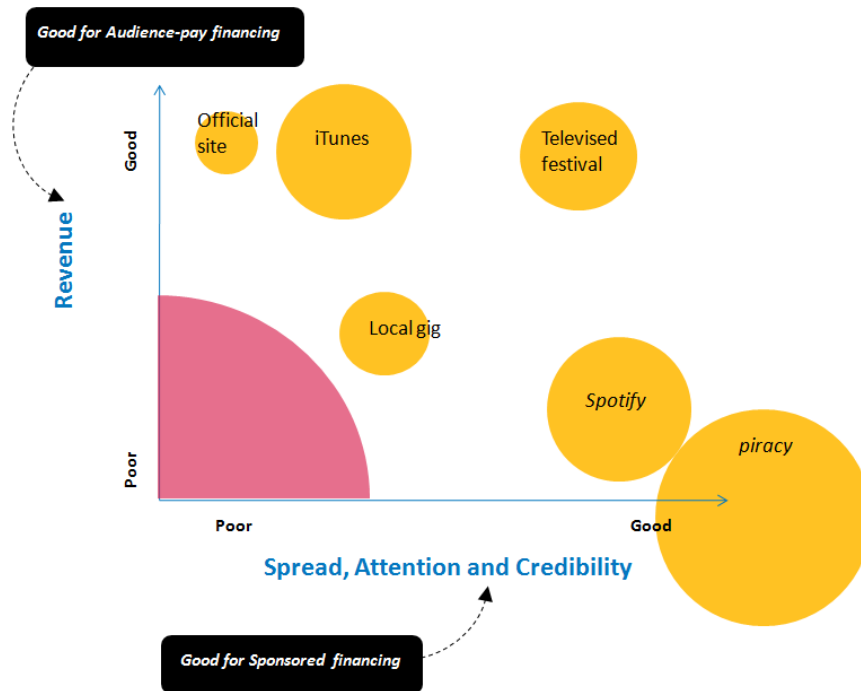 Good for Audience-pay financing
Official
site
iTunes
Televised
festival
Good
Revenue
Local gig
Spotify
piracy
Poor
Poor
Good
Spread, Attention and Credibility
Good for Sponsored financing